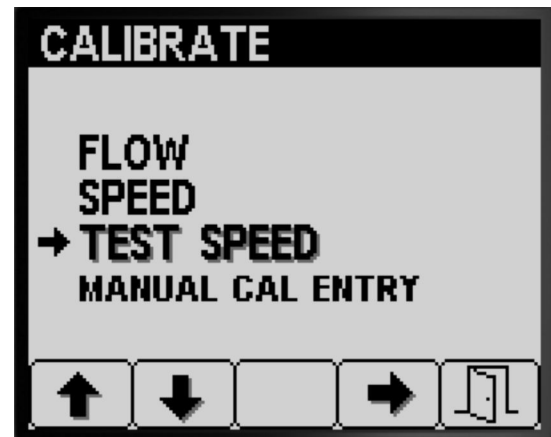 CALIBRATE
FLOW
SPEED
TEST SPEED
MANUAL CAL ENTRY